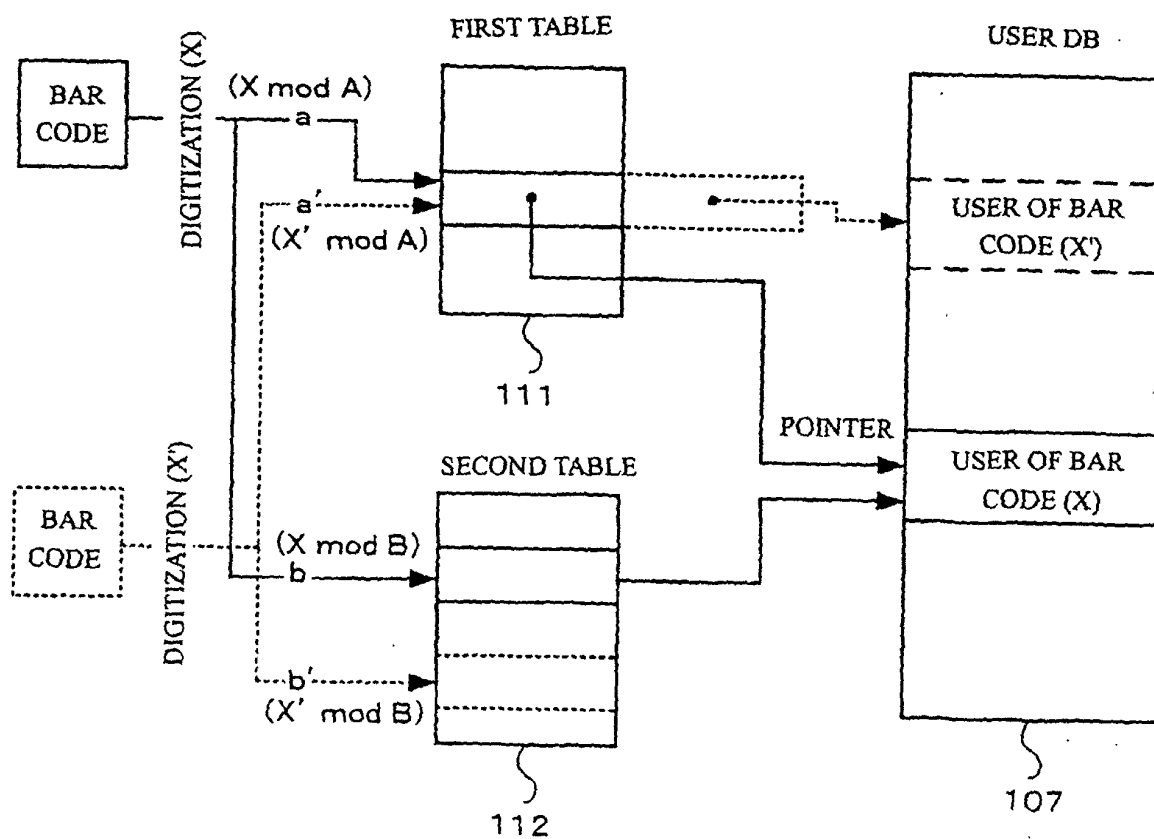 FIRST TABLE
USER DB
BAR
CODE
DIGITIZATION (X)
(X mod A)
a
a'
(X' mod A)
USER OF BAR
CODE (X')
111
POINTER
USER OF BAR
CODE (X)
SECOND TABLE
BAR
CODE
DIGITIZATION (X')
(X mod B)
b
b'
(X' mod B)
112
107